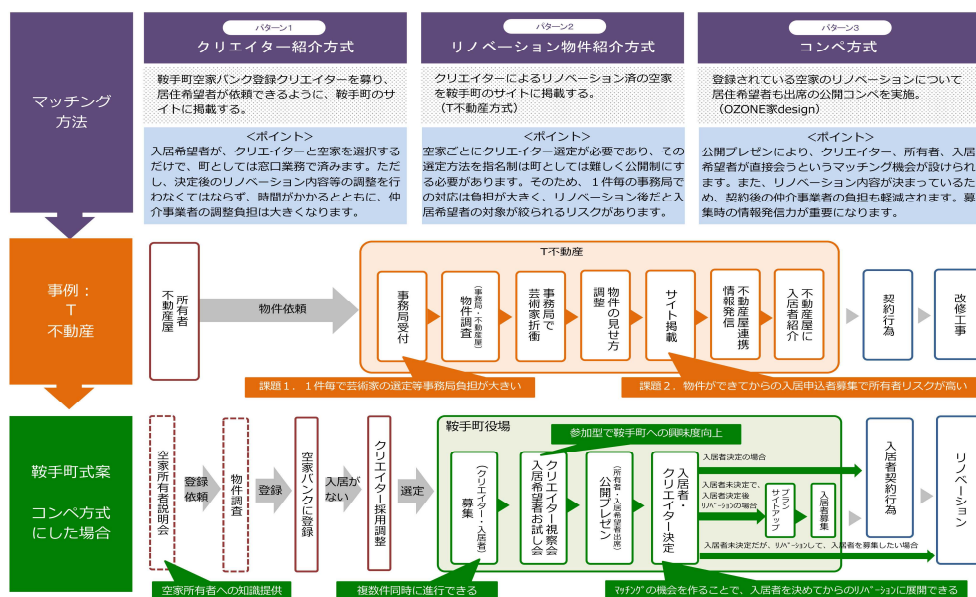 パターン1
クリエイター紹介方式
パターン2
リノベーション物件紹介方式
パターン3
コンペ方式
マッチング
方法
鞍手町空家バンク登録クリエイターを募り、
居住希望者が依頼できるように、鞍手町のサ
イトに掲載する。
クリエイターによるリノベーション済の空家
を鞍手町のサイトに掲載する。
(T不動産方式)
登録されている空家のリノベーションについて
居住希望者も出席の公開コンペを実施。
(OZONE家design)
<ポイント>
入居希望者が、クリエイターと空家を選択する
だけで、町としては窓口業務で済みます。ただ
し、決定後のリノベーション内容等の調整を行
わなくてはならず、時間がかかるとともに、仲
介事業者の調整負担は大きくなります。
<ポイント>
空家ごとにクリエイター選定が必要であり、その
選定方法を指名制は町としては難しく公開制にす
る必要があります。そのため、1件毎の事務局で
の対応は負担が大きく、リノベーション後だと入
居希望者の対象が絞られるリスクがあります。
<ポイント>
公開プレゼンにより、クリエイター、所有者、入居
希望者が直接会うというマッチング機会が設けられ
ます。また、リノベーション内容が決まっているた
め、契約後の仲介事業者の負担も軽減されます。募
集時の情報発信力が重要になります。
事例：
T
不動産
所有者
不動産屋
物件依頼
T不動産
事務局受付
(事務局・不動産屋)
物件調査
事務局で
芸術家折衝
物件の見せ方
調整
サイト掲載
不動産屋連携
情報発信
不動産屋に
入居者紹介
契約行為
改修工事
課題1．1件毎で芸術家の選定等事務局負担が大きい
課題2．物件ができてからの入居申込者募集で所有者リスクが高い
鞍手町式案
コンペ方式
にした場合
空家所有者説明会
登録
依頼
物件調査
登録
空家バンクに登録
入居が
ない
クリエイター採用調整
選定
鞍手町役場
参加型で鞍手町への興味度向上
(クリエイター・入居者)
募集
クリエイター視察会
入居希望者お試し会
(所有者・入居希望者出席)
公開プレゼン
入居者・
クリエイター決定
入居者決定の場合
入居者未決定で、
入居者決定後
ﾘﾉﾍﾞｰｼｮﾝの場合
プラン
サイトアップ
入居者募集
入居者未決定だが、ﾘﾉﾍﾞｰｼｮﾝして、入居者を募集したい場合
入居者契約行為
リノベーション
空家所有者への知識提供
複数件同時に進行できる
ﾏｯﾁﾝｸﾞの機会を作ることで、入居者を決めてからのﾘﾉﾍﾞｰｼｮﾝに展開できる